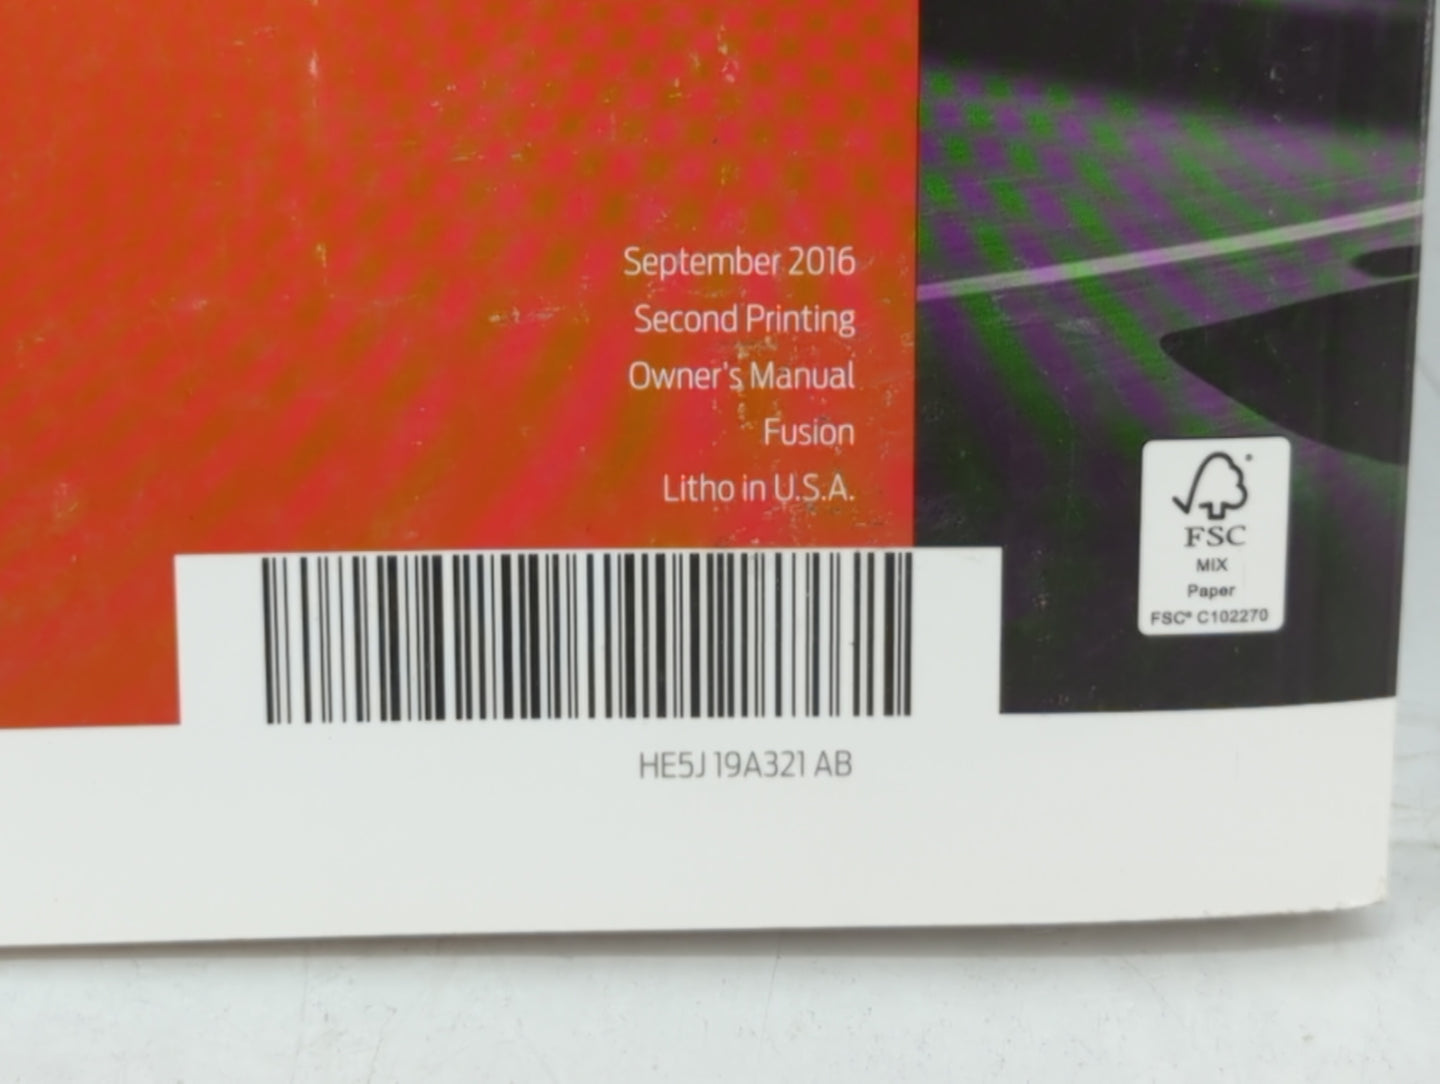 September 2016
Second Printing
Owner's Manual
Fusion
Litho in U.S.A.
FSC
MIX
Paper
FSC® C102270
HE5J 19A321 AB